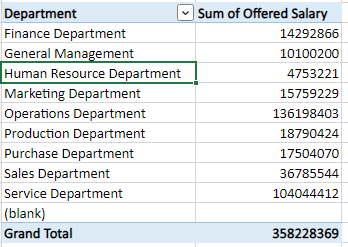 Department Sum of Offered Salary
Finance Department 14292866
General Management 10100200
Human Resource Department 4753221
Marketing Department 15759229
Operations Department 136198403
Production Department 18790424
Purchase Department 17504070
Sales Department 36785544
Service Department 104044412
(blank)
Grand Total 358228369